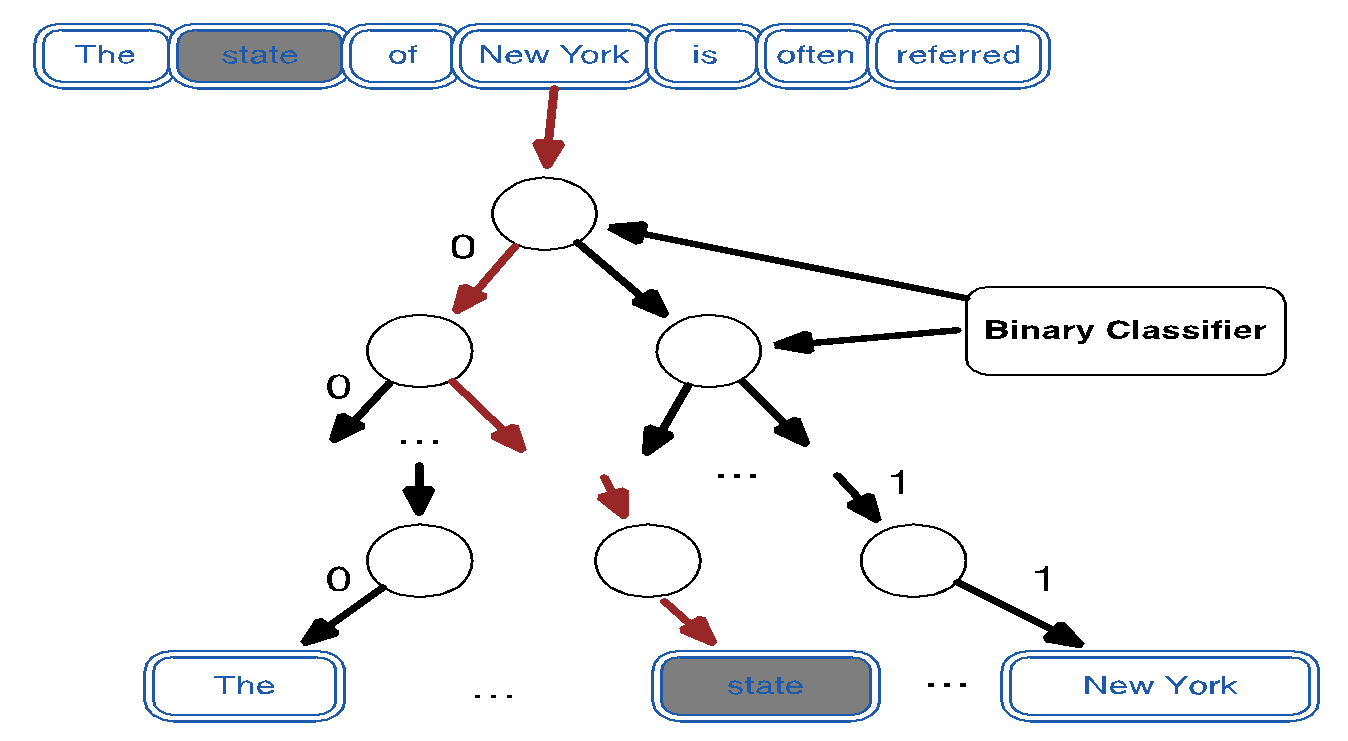 The state of New York is often referred
0
Binary Classifier
0
...
... 1
0 1
The ... state ... New York